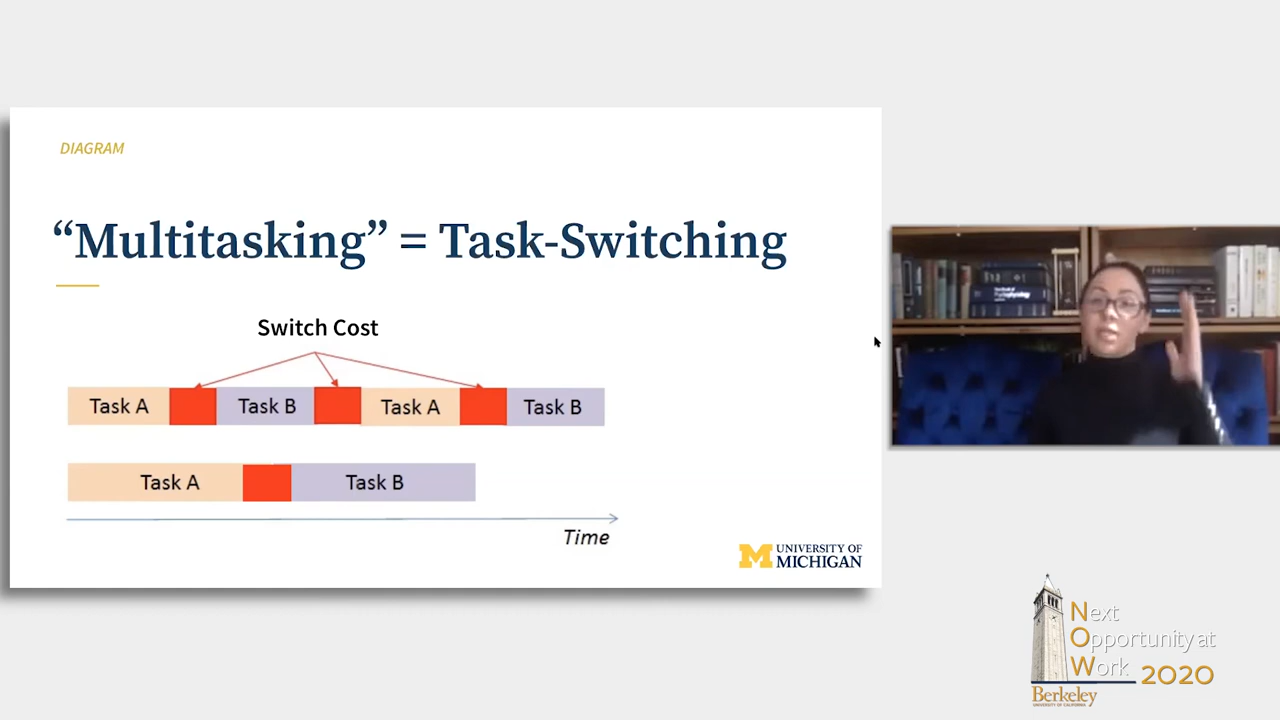 DIAGRAM
“Multitasking” = Task-Switching
Switch Cost
Task A Task B Task A Task B
Task A Task B
Time
UNIVERSITY OF
MICHIGAN
Next
Opportunity at
Work 2020
Berkeley
UNIVERSITY OF CALIFORNIA